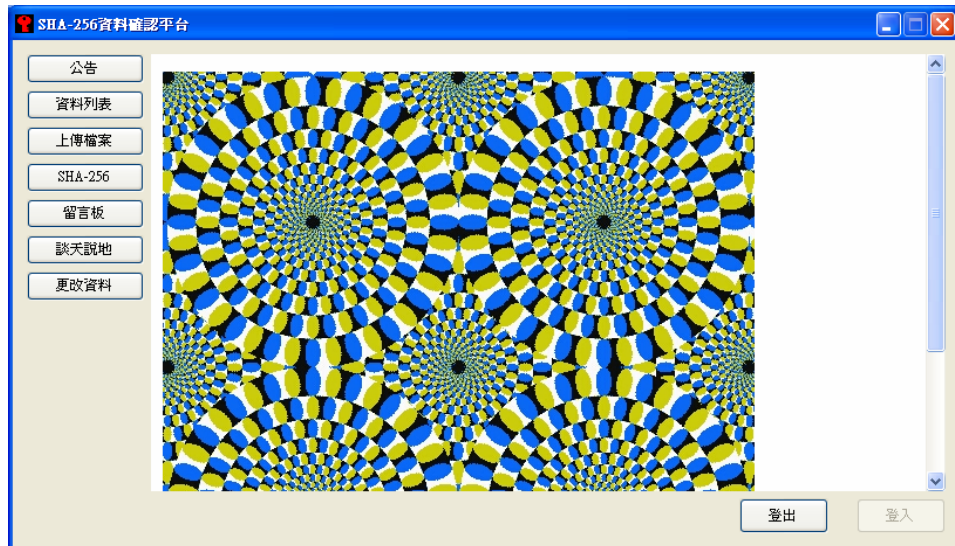 SHA-256資料確認平台
公告
資料列表
上傳檔案
SHA-256
留言板
談天說地
更改資料
登出
登入